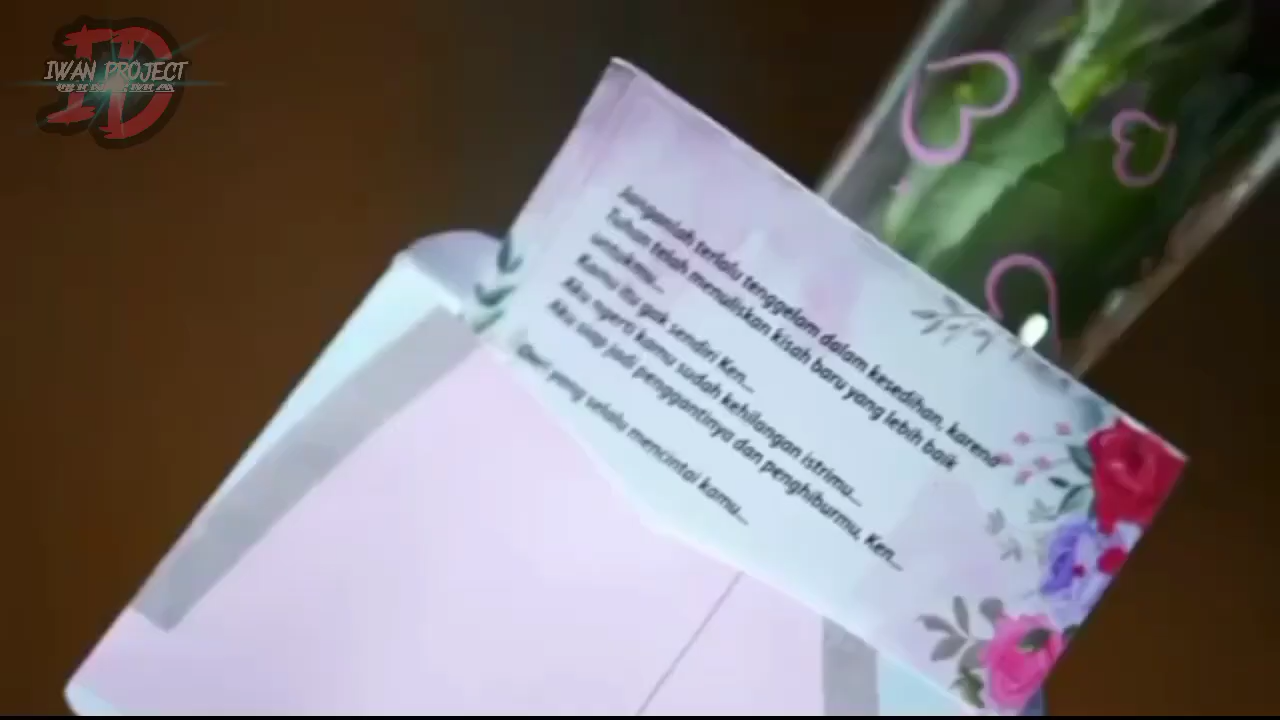 IWAN PROJECT
Janganlah terlalu tenggelam dalam kesedihan, karena
Tuhan telah menuliskan kisah baru yang lebih baik
untukmu...
Kamu itu gak sendiri Ken...
Aku ngerti kamu sudah kehilangan istrimu...
Aku siap jadi penggantinya dan penghiburmu, Ken...
Dari yang selalu mencintai kamu...